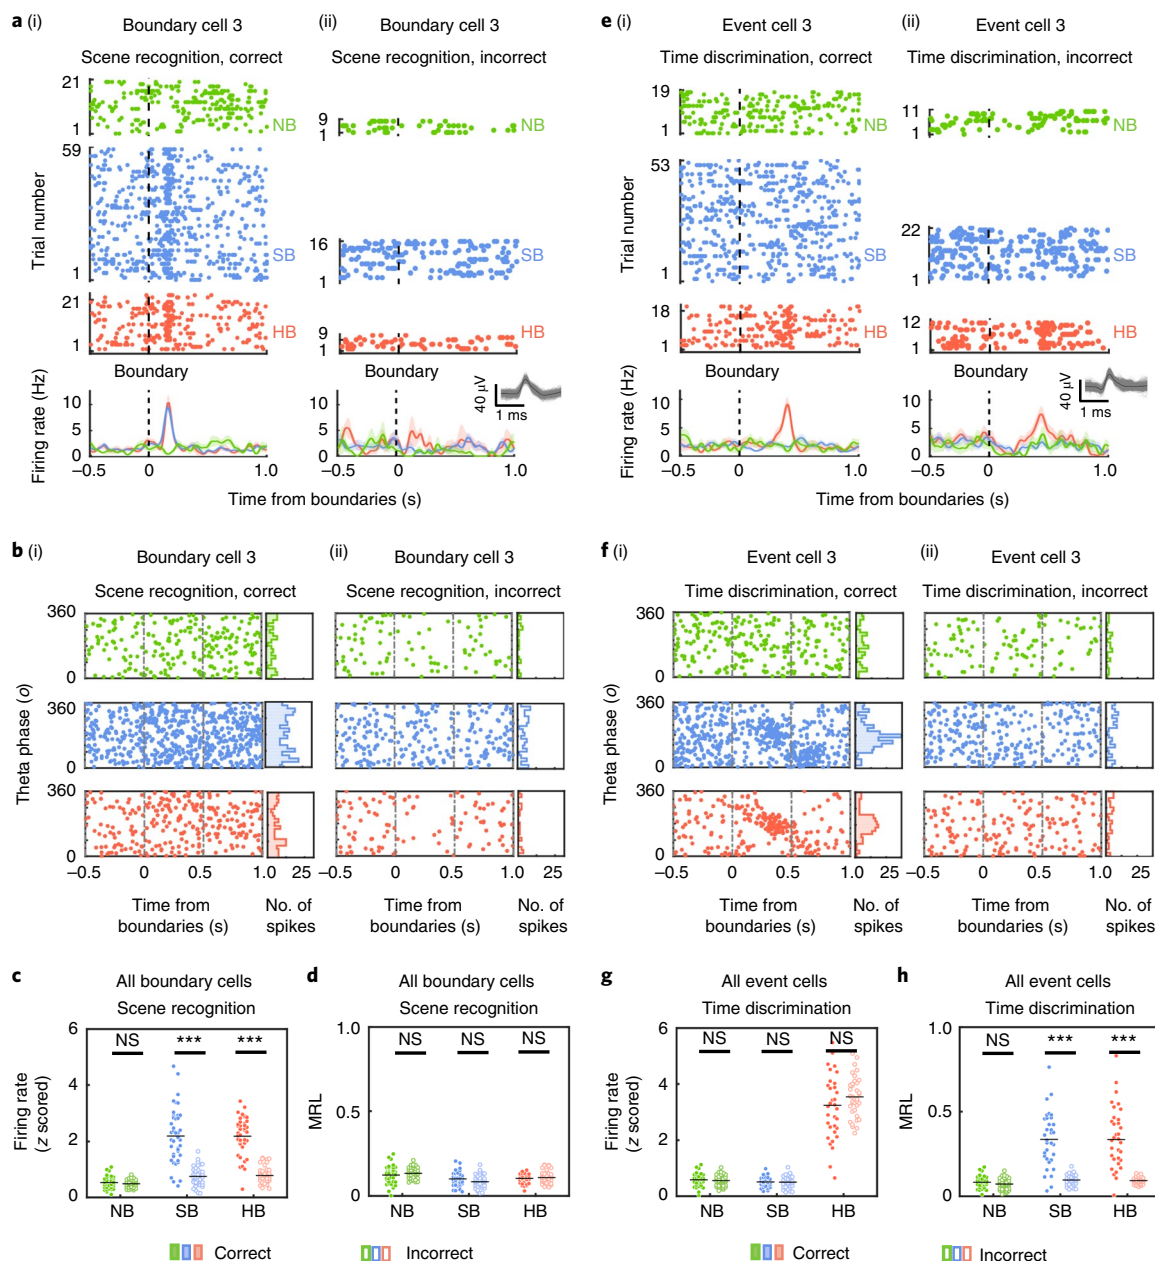 a (i) Boundary cell 3 (ii) Boundary cell 3
Scene recognition, correct Scene recognition, incorrect
21
1
NB
9
1
NB
Trial number
59
1
SB
16
1
SB
21
1
HB
9
1
HB
Firing rate (Hz)
Boundary
10
5
0
Boundary
10
5
0
40 µV
1 ms
–0.5 0 1.0 –0.5 0 1.0
Time from boundaries (s)
e (i) Event cell 3 (ii) Event cell 3
Time discrimination, correct Time discrimination, incorrect
19
1
NB
11
1
NB
Trial number
53
1
SB
22
1
SB
18
1
HB
12
1
HB
Firing rate (Hz)
Boundary
10
5
0
Boundary
10
5
0
40 µV
1 ms
–0.5 0 1.0 –0.5 0 1.0
Time from boundaries (s)
b (i) Boundary cell 3 (ii) Boundary cell 3
Scene recognition, correct Scene recognition, incorrect
Theta phase (o)
360
0
360
0
360
0
–0.5 0 0.5 1.0 25 –0.5 0 0.5 1.0 25
Time from boundaries (s) No. of spikes Time from boundaries (s) No. of spikes
f (i) Event cell 3 (ii) Event cell 3
Time discrimination, correct Time discrimination, incorrect
Theta phase (o)
360
0
360
0
360
0
–0.5 0 0.5 1.0 25 –0.5 0 0.5 1.0 25
Time from boundaries (s) No. of spikes Time from boundaries (s) No. of spikes
c All boundary cells
Scene recognition
Firing rate (z scored)
6
4
2
0
NS *** ***
NB SB HB
d All boundary cells
Scene recognition
MRL
1.0
0.5
0
NS NS NS
NB SB HB
g All event cells
Time discrimination
Firing rate (z scored)
6
4
2
0
NS NS NS
NB SB HB
h All event cells
Time discrimination
MRL
1.0
0.5
0
NS *** ***
NB SB HB
Correct Incorrect Correct Incorrect